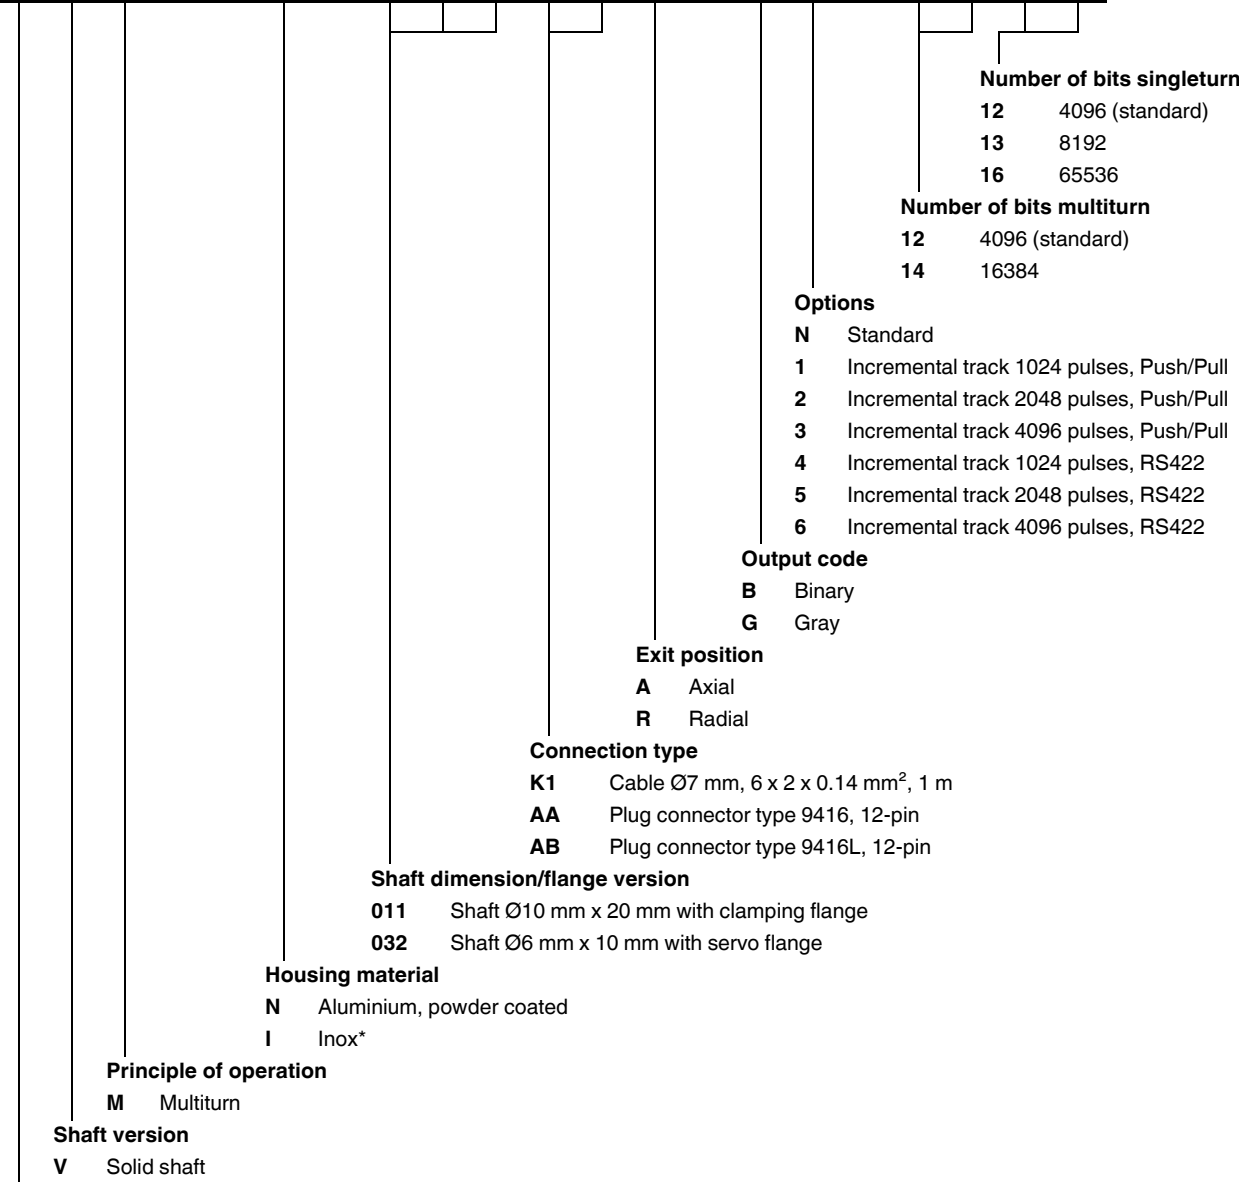 Number of bits singleturn
12 4096 (standard)
13 8192
16 65536
Number of bits multiturn
12 4096 (standard)
14 16384
Options
N Standard
1 Incremental track 1024 pulses, Push/Pull
2 Incremental track 2048 pulses, Push/Pull
3 Incremental track 4096 pulses, Push/Pull
4 Incremental track 1024 pulses, RS422
5 Incremental track 2048 pulses, RS422
6 Incremental track 4096 pulses, RS422
Output code
B Binary
G Gray
Exit position
A Axial
R Radial
Connection type
K1 Cable Ø7 mm, 6 x 2 x 0.14 mm², 1 m
AA Plug connector type 9416, 12-pin
AB Plug connector type 9416L, 12-pin
Shaft dimension/flange version
011 Shaft Ø10 mm x 20 mm with clamping flange
032 Shaft Ø6 mm x 10 mm with servo flange
Housing material
N Aluminium, powder coated
I Inox*
Principle of operation
M Multiturn
Shaft version
V Solid shaft